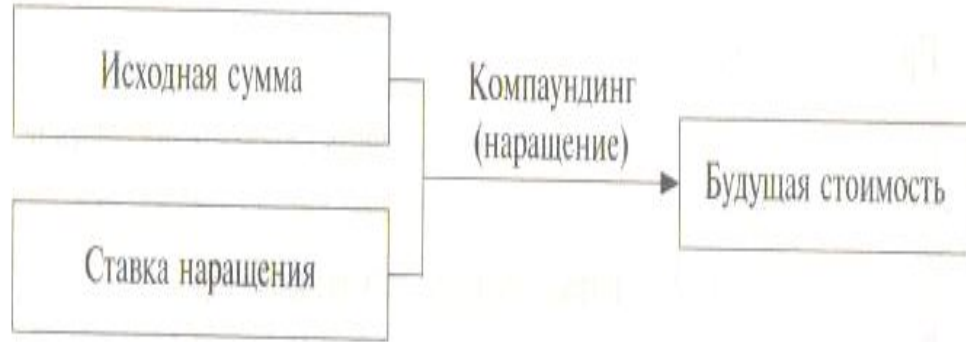 Исходная сумма
Компаундинг
(наращение)
Будущая стоимость
Ставка наращения